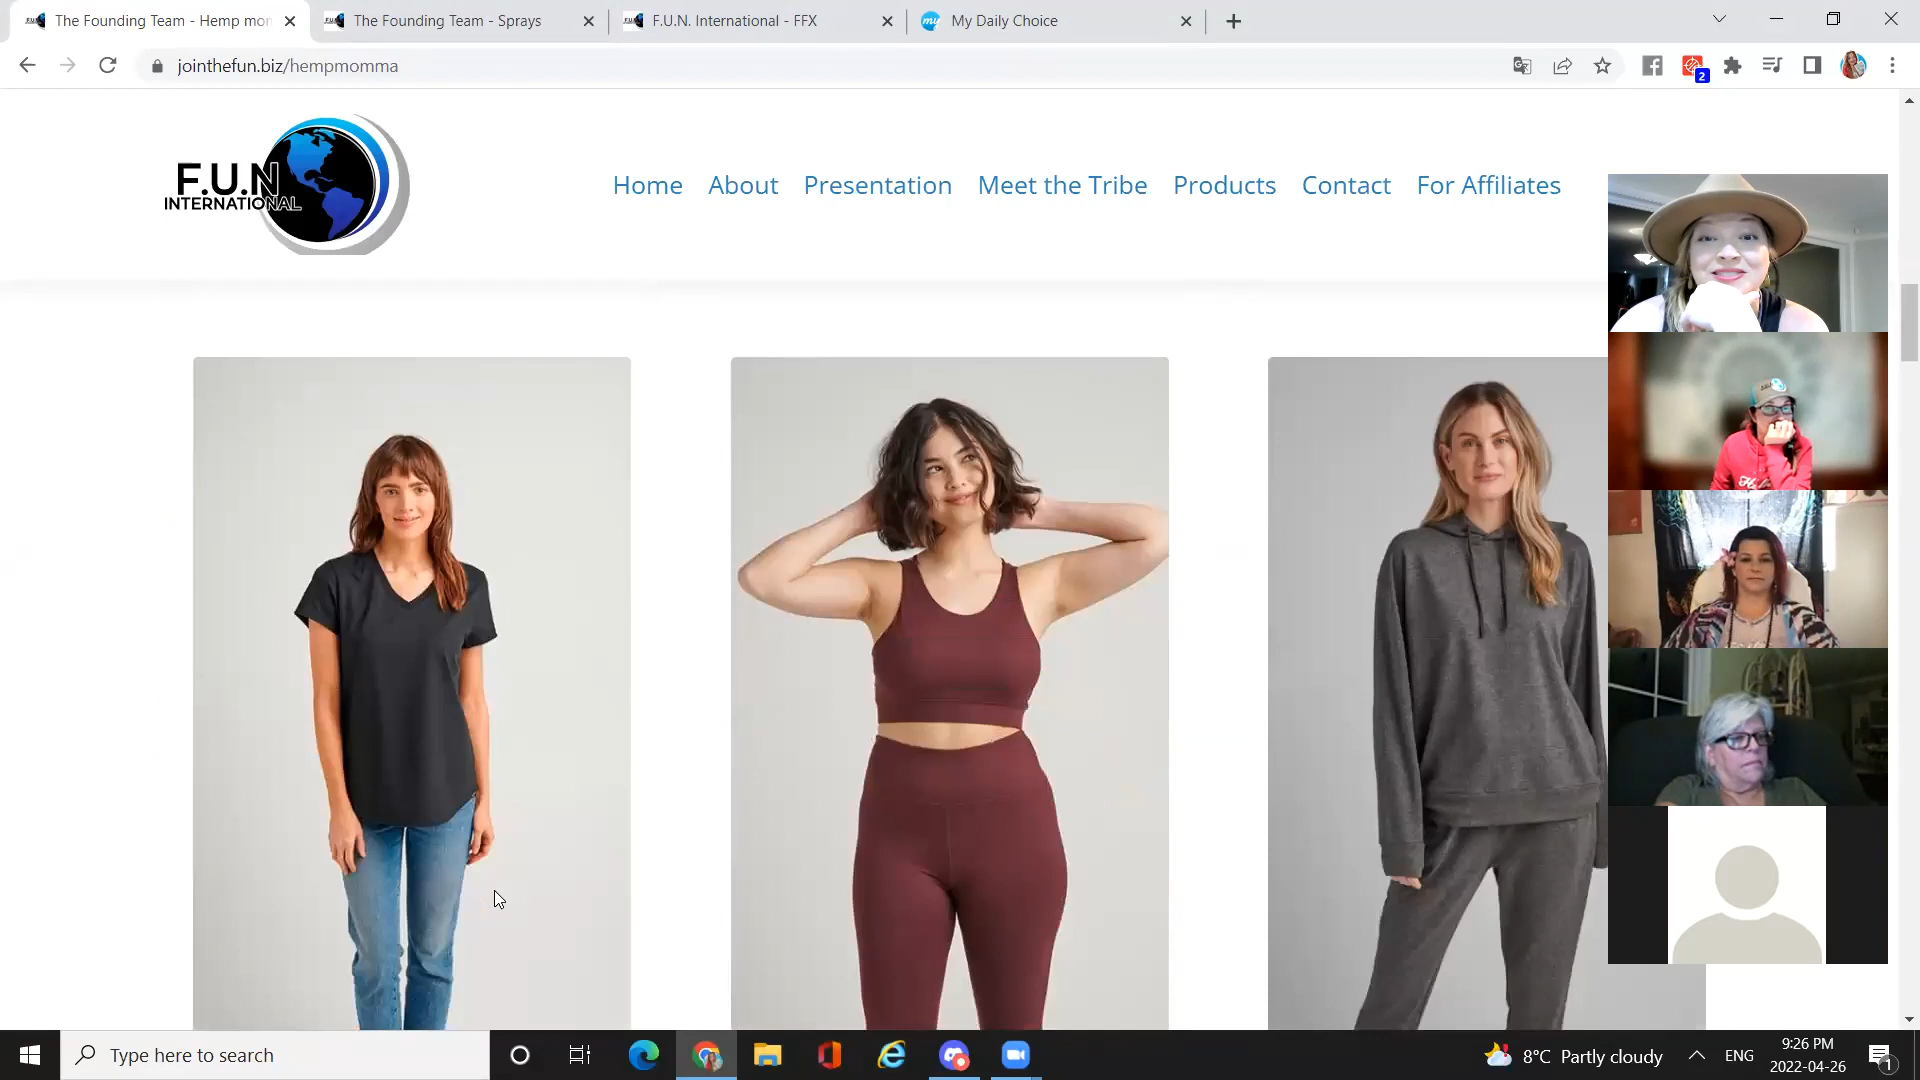 The Founding Team - Hemp mon
The Founding Team - Sprays
F.U.N. International - FFX
My Daily Choice
jointhefun.biz/hempmomma
2
F.U.N
INTERNATIONAL
Home About Presentation Meet the Tribe Products Contact For Affiliates
Type here to search
8°C Partly cloudy
ENG
9:26 PM
2022-04-26
1